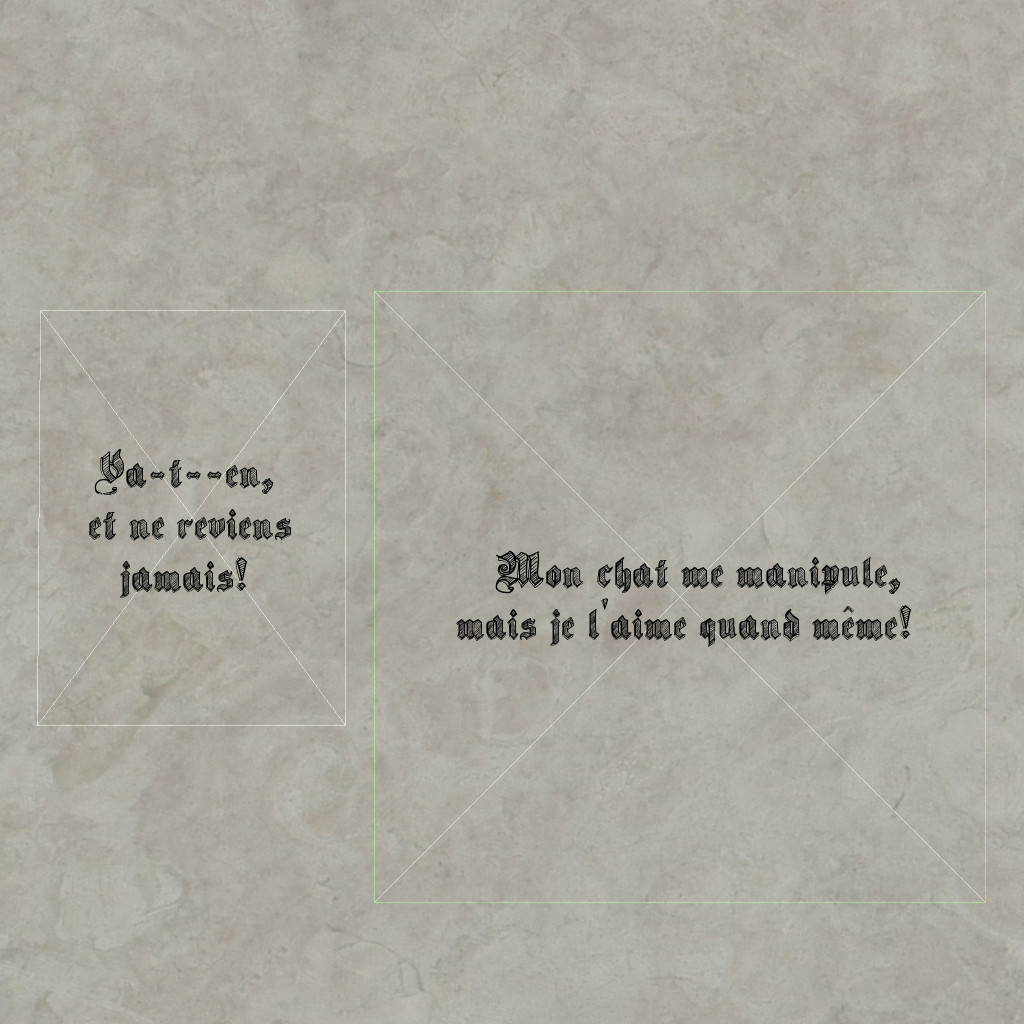 Va-t--en,
et ne reviens
jamais!
Mon chat me manipule,
mais je l'aime quand même!